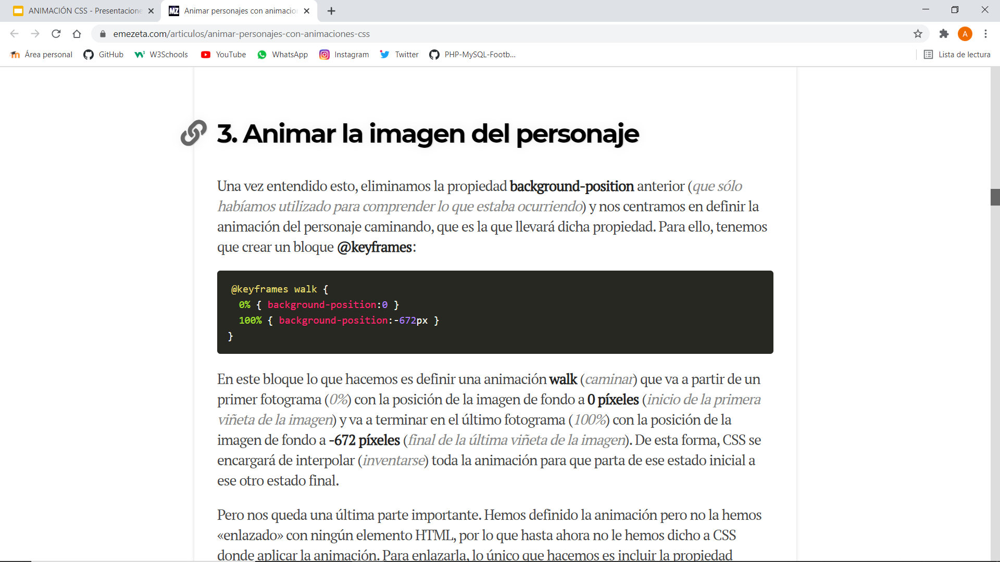 ANIMACIÓN CSS - Presentacione
Animar personajes con animacio
emezeta.com/articulos/animar-personajes-con-animaciones-css
A
Área personal
GitHub
W3Schools
YouTube
WhatsApp
Instagram
Twitter
PHP-MySQL-Footb...
Lista de lectura
3. Animar la imagen del personaje
Una vez entendido esto, eliminamos la propiedad background-position anterior (que sólo
habíamos utilizado para comprender lo que estaba ocurriendo) y nos centramos en definir la
animación del personaje caminando, que es la que llevará dicha propiedad. Para ello, tenemos
que crear un bloque @keyframes:
@keyframes walk {
0% { background-position:0 }
100% { background-position:-672px }
}
En este bloque lo que hacemos es definir una animación walk (caminar) que va a partir de un
primer fotograma (0%) con la posición de la imagen de fondo a 0 píxeles (inicio de la primera
viñeta de la imagen) y va a terminar en el último fotograma (100%) con la posición de la
imagen de fondo a -672 píxeles (final de la última viñeta de la imagen). De esta forma, CSS se
encargará de interpolar (inventarse) toda la animación para que parta de ese estado inicial a
ese otro estado final.
Pero nos queda una última parte importante. Hemos definido la animación pero no la hemos
«enlazado» con ningún elemento HTML, por lo que hasta ahora no le hemos dicho a CSS
donde aplicar la animación. Para enlazarla, lo único que hacemos es incluir la propiedad